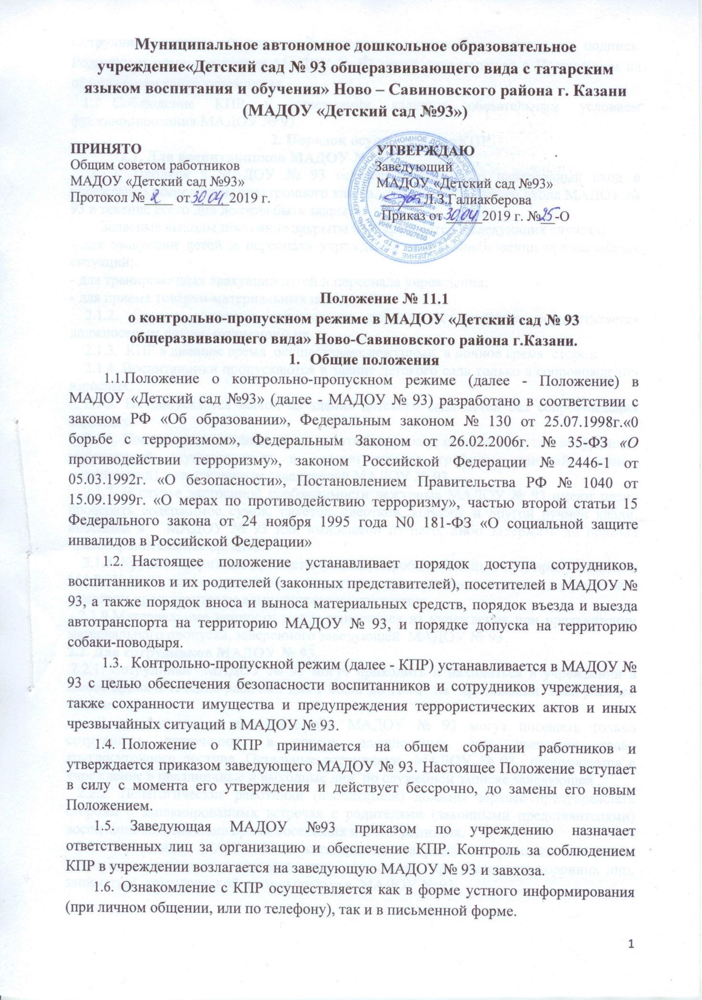 Муниципальное автономное дошкольное образовательное
учреждение«Детский сад № 93 общеразвивающего вида с татарским
языком воспитания и обучения» Ново – Савиновского района г. Казани
(МАДОУ «Детский сад №93»)
ПРИНЯТО
Общим советом работников
МАДОУ «Детский сад №93»
Протокол № 2 от 30.04. 2019 г.
УТВЕРЖДАЮ
Заведующий
МАДОУ «Детский сад №93»
Л.З.Галиакберова
Приказ от 30.04. 2019 г. №25-О
ОГРН 1021603143242
ИНН 1657027650
Положение № 11.1
о контрольно-пропускном режиме в МАДОУ «Детский сад № 93
общеразвивающего вида» Ново-Савиновского района г.Казани.
1. Общие положения
1.1.Положение о контрольно-пропускном режиме (далее - Положение) в
МАДОУ «Детский сад №93» (далее - МАДОУ № 93) разработано в соответствии с
законом РФ «Об образовании», Федеральным законом № 130 от 25.07.1998г.«0
борьбе с терроризмом», Федеральным Законом от 26.02.2006г. № 35-ФЗ «О
противодействии терроризму», законом Российской Федерации № 2446-1 от
05.03.1992г. «О безопасности», Постановлением Правительства РФ № 1040 от
15.09.1999г. «О мерах по противодействию терроризму», частью второй статьи 15
Федерального закона от 24 ноября 1995 года N0 181-ФЗ «О социальной защите
инвалидов в Российской Федерации»
1.2. Настоящее положение устанавливает порядок доступа сотрудников,
воспитанников и их родителей (законных представителей), посетителей в МАДОУ №
93, а также порядок вноса и выноса материальных средств, порядок въезда и выезда
автотранспорта на территорию МАДОУ № 93, и порядке допуска на территорию
собаки-поводыря.
1.3. Контрольно-пропускной режим (далее - КПР) устанавливается в МАДОУ №
93 с целью обеспечения безопасности воспитанников и сотрудников учреждения, а
также сохранности имущества и предупреждения террористических актов и иных
чрезвычайных ситуаций в МАДОУ № 93.
1.4. Положение о КПР принимается на общем собрании работников и
утверждается приказом заведующего МАДОУ № 93. Настоящее Положение вступает
в силу с момента его утверждения и действует бессрочно, до замены его новым
Положением.
1.5. Заведующая МАДОУ №93 приказом по учреждению назначает
ответственных лиц за организацию и обеспечение КПР. Контроль за соблюдением
КПР в учреждении возлагается на заведующую МАДОУ № 93 и завхоза.
1.6. Ознакомление с КПР осуществляется как в форме устного информирования
(при личном общении, или по телефону), так и в письменной форме.
1